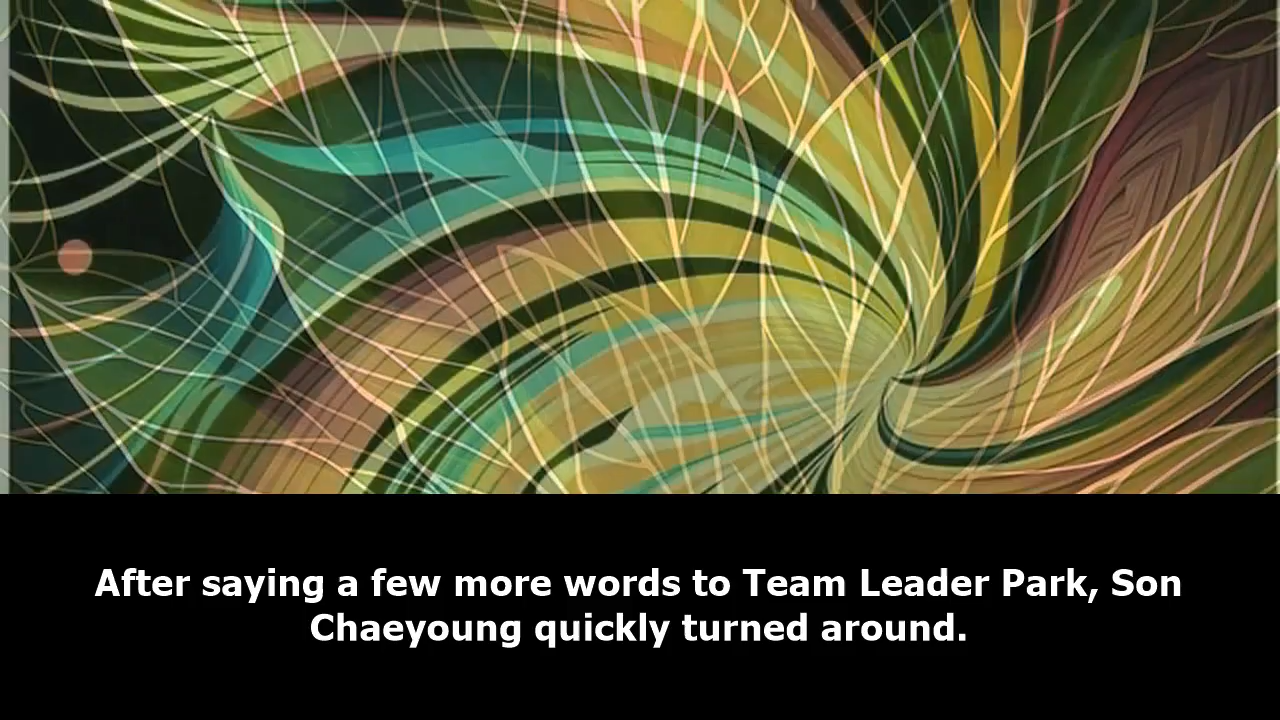 After saying a few more words to Team Leader Park, Son
Chaeyoung quickly turned around.